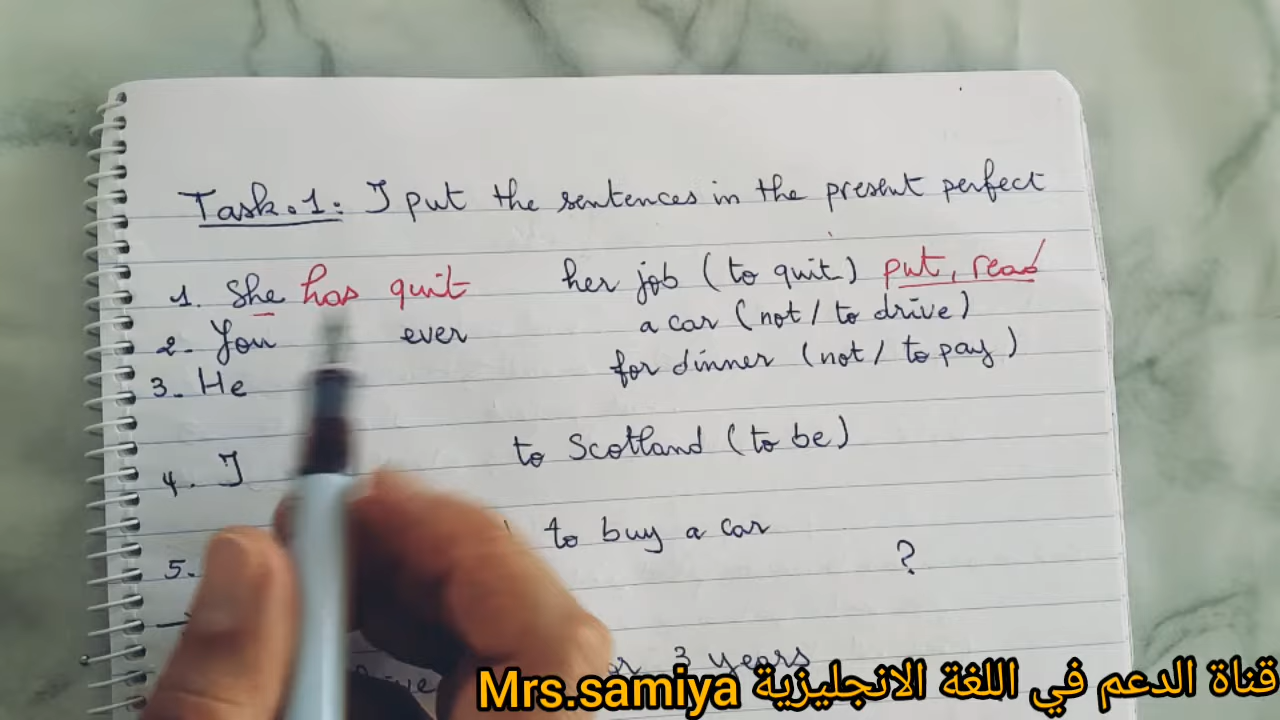 Task.1: I put the sentences in the present perfect
1. She has quit her job (to quit) put, read
2. You ever a car (not / to drive)
3. He for dinner (not / to pay)
4. I to Scotland (to be)
5. to buy a car
?
3 years
قناة الدعم في اللغة الانجليزية Mrs.samiya